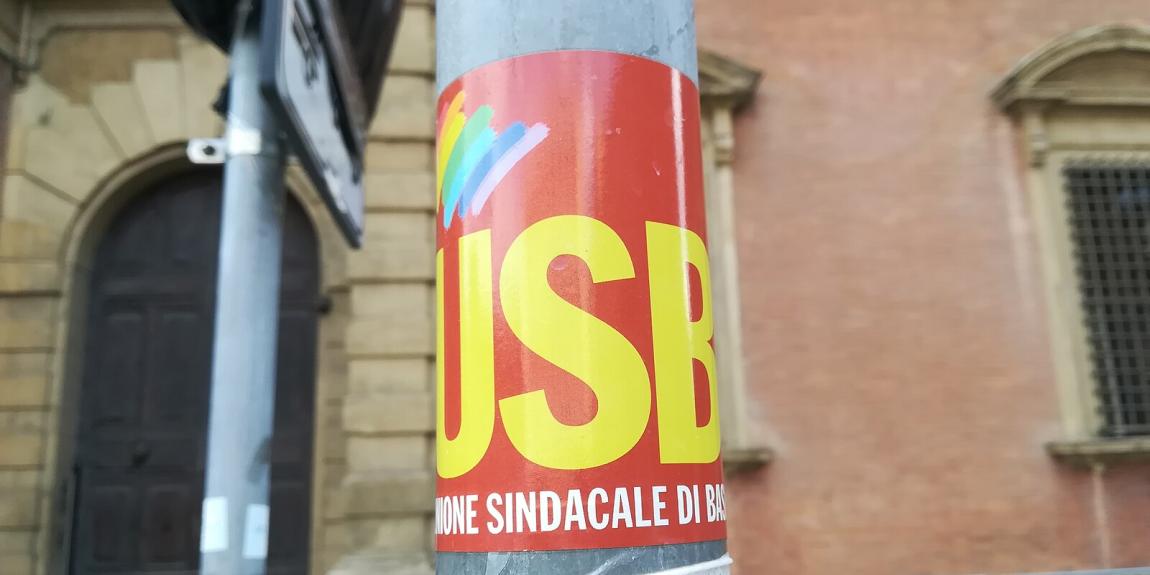 USB
NIONE SINDACALE DI BAS